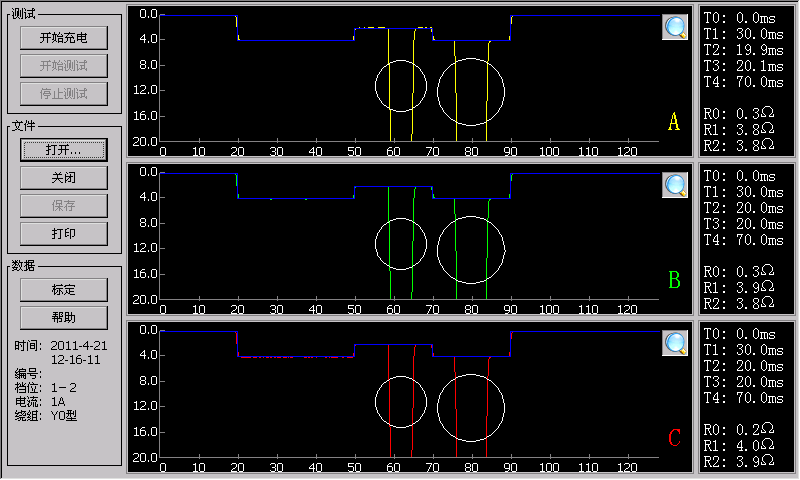 测试
开始充电
开始测试
停止测试
文件
打开...
关闭
保存
打印
数据
标定
帮助
时间: 2011-4-21
12-16-11
编号:
档位: 1－2
电流: 1A
绕组: Y0型
0.0
4.0
8.0
12.0
16.0
20.0
0 10 20 30 40 50 60 70 80 90 100 110 120
A
T0: 0.0ms
T1: 30.0ms
T2: 19.9ms
T3: 20.1ms
T4: 70.0ms
R0: 0.3Ω
R1: 3.8Ω
R2: 3.8Ω
0.0
4.0
8.0
12.0
16.0
20.0
0 10 20 30 40 50 60 70 80 90 100 110 120
B
T0: 0.0ms
T1: 30.0ms
T2: 20.0ms
T3: 20.0ms
T4: 70.0ms
R0: 0.3Ω
R1: 3.9Ω
R2: 3.8Ω
0.0
4.0
8.0
12.0
16.0
20.0
0 10 20 30 40 50 60 70 80 90 100 110 120
C
T0: 0.0ms
T1: 30.0ms
T2: 20.0ms
T3: 20.0ms
T4: 70.0ms
R0: 0.2Ω
R1: 4.0Ω
R2: 3.9Ω